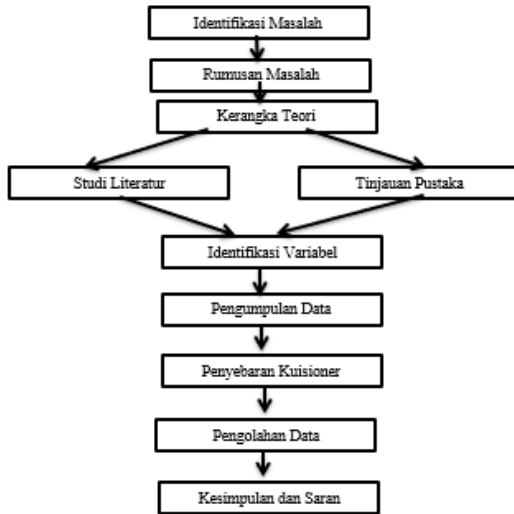 Identifikasi Masalah
Rumusan Masalah
Kerangka Teori
Studi Literatur
Tinjauan Pustaka
Identifikasi Variabel
Pengumpulan Data
Penyebaran Kuisioner
Pengolahan Data
Kesimpulan dan Saran